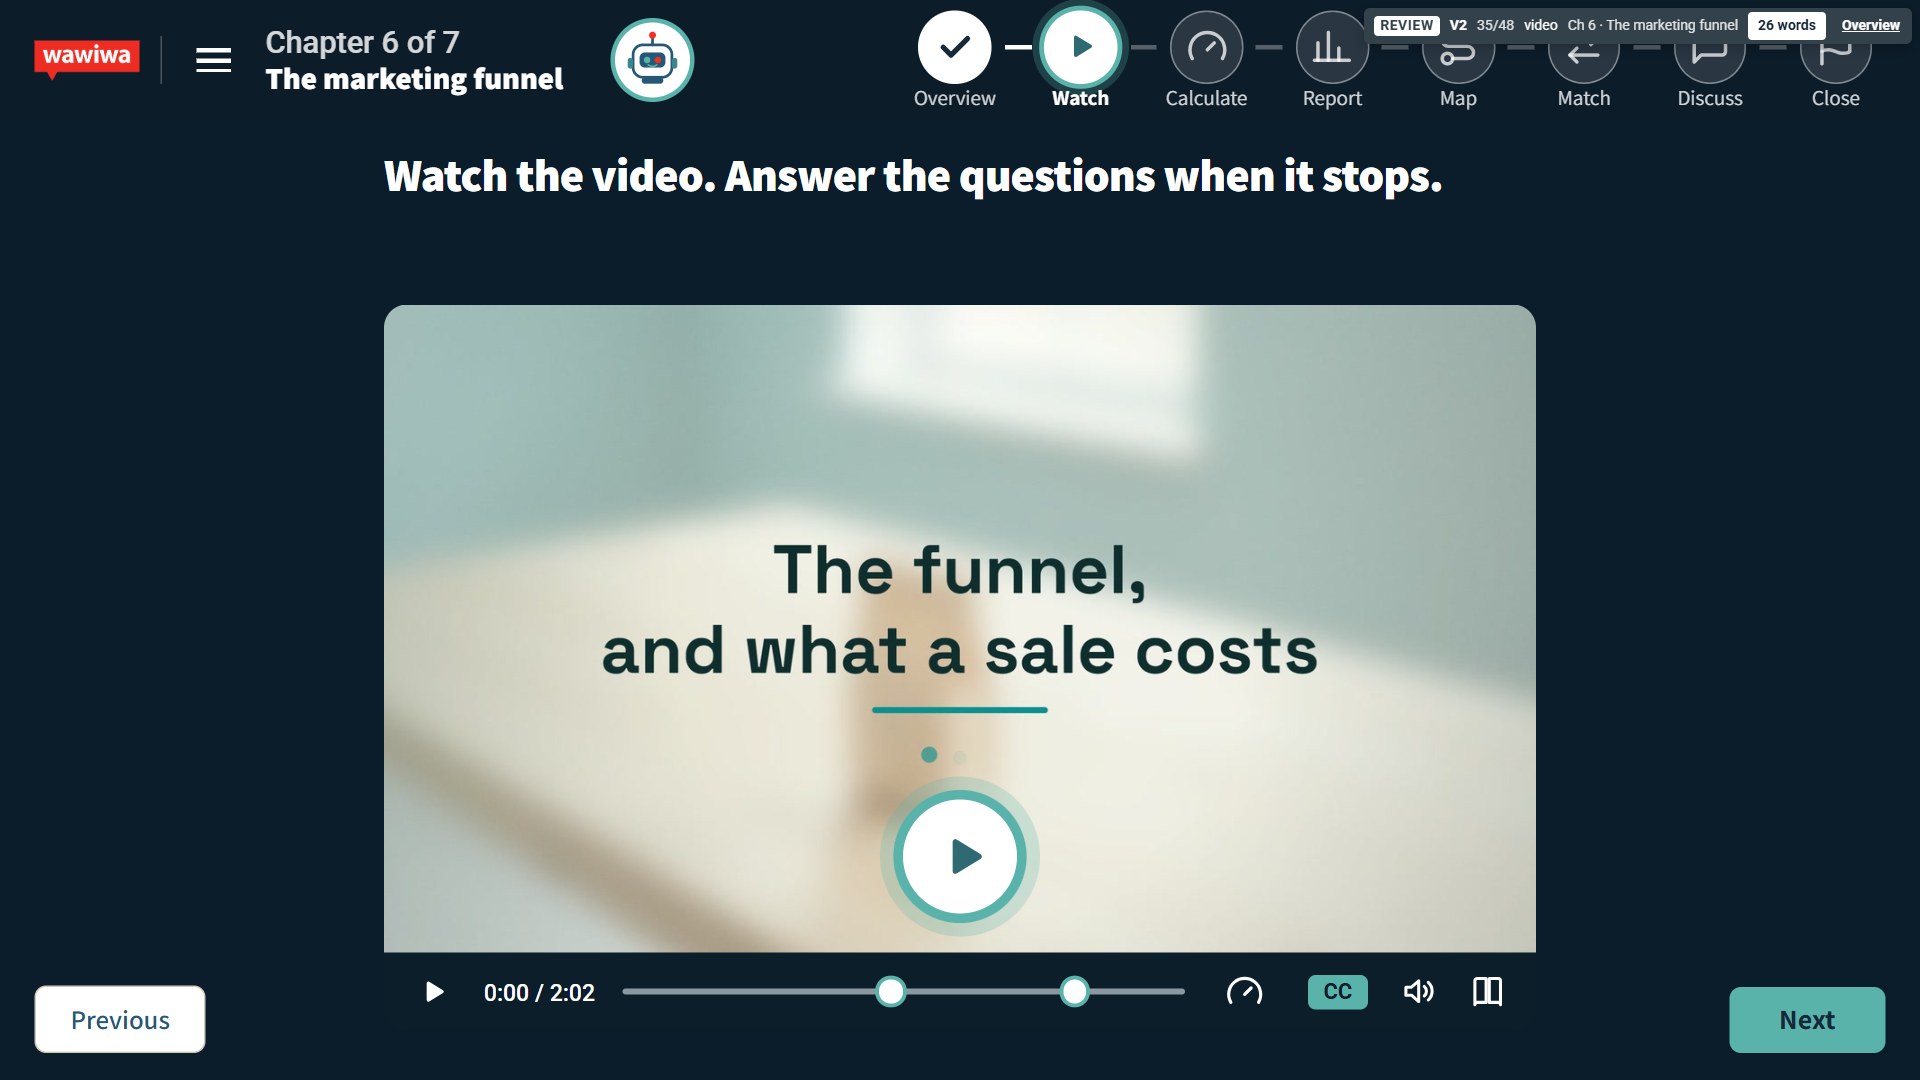 wawiwa
Chapter 6 of 7
The marketing funnel
REVIEW V2 35/48 video Ch 6 · The marketing funnel 26 words Overview
Overview
Watch
Calculate
Report
Map
Match
Discuss
Close
Watch the video. Answer the questions when it stops.
The funnel,
and what a sale costs
0:00 / 2:02
CC
Previous
Next